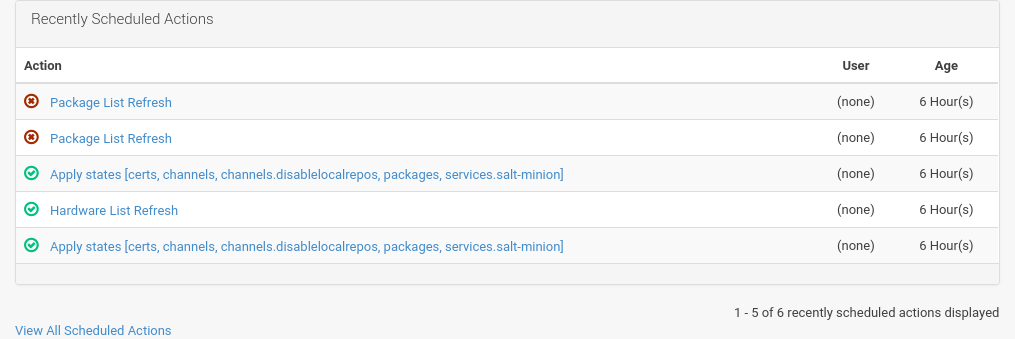 Recently Scheduled Actions
Action User Age
Package List Refresh (none) 6 Hour(s)
Package List Refresh (none) 6 Hour(s)
Apply states [certs, channels, channels.disablelocalrepos, packages, services.salt-minion] (none) 6 Hour(s)
Hardware List Refresh (none) 6 Hour(s)
Apply states [certs, channels, channels.disablelocalrepos, packages, services.salt-minion] (none) 6 Hour(s)
1 - 5 of 6 recently scheduled actions displayed
View All Scheduled Actions